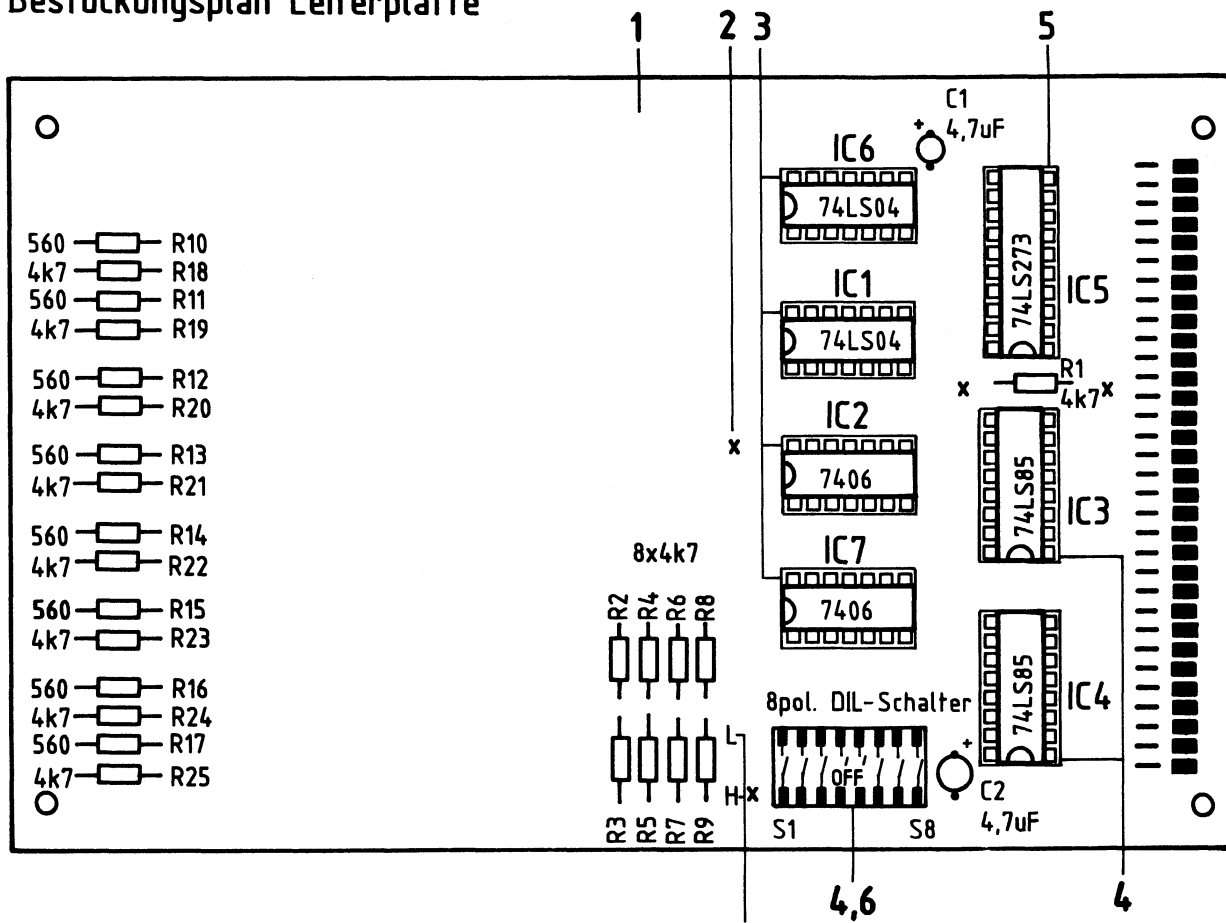 Bestückungsplan Leiterplatte
1
2
3
5
C1
+
4,7uF
IC6
74LS04
IC1
74LS04
IC2
7406
IC7
7406
74LS273
IC5
R1
4k7
x
x
x
74LS85
IC3
74LS85
IC4
560 R10
4k7 R18
560 R11
4k7 R19
560 R12
4k7 R20
560 R13
4k7 R21
560 R14
4k7 R22
560 R15
4k7 R23
560 R16
4k7 R24
560 R17
4k7 R25
8x4k7
R2 R4 R6 R8
R3 R5 R7 R9
8pol. DIL-Schalter
L
OFF
H-x
S1 S8
+
C2
4,7uF
4,6
4